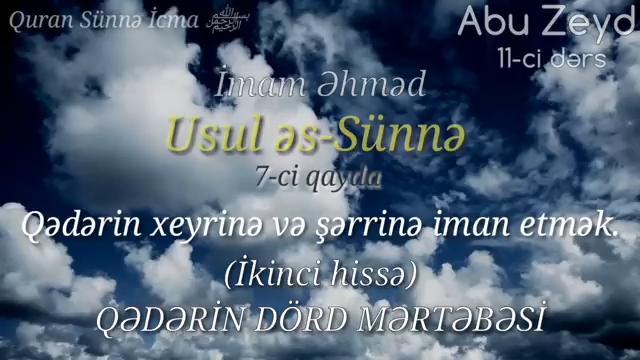 Quran Sünnə İcma ﷽
Abu Zeyd
11-ci dərs
İmam Əhməd
Usul əs-Sünnə
7-ci qayda
Qədərin xeyrinə və şərrinə iman etmək.
(İkinci hissə)
QƏDƏRİN DÖRD MƏRTƏBƏSİ